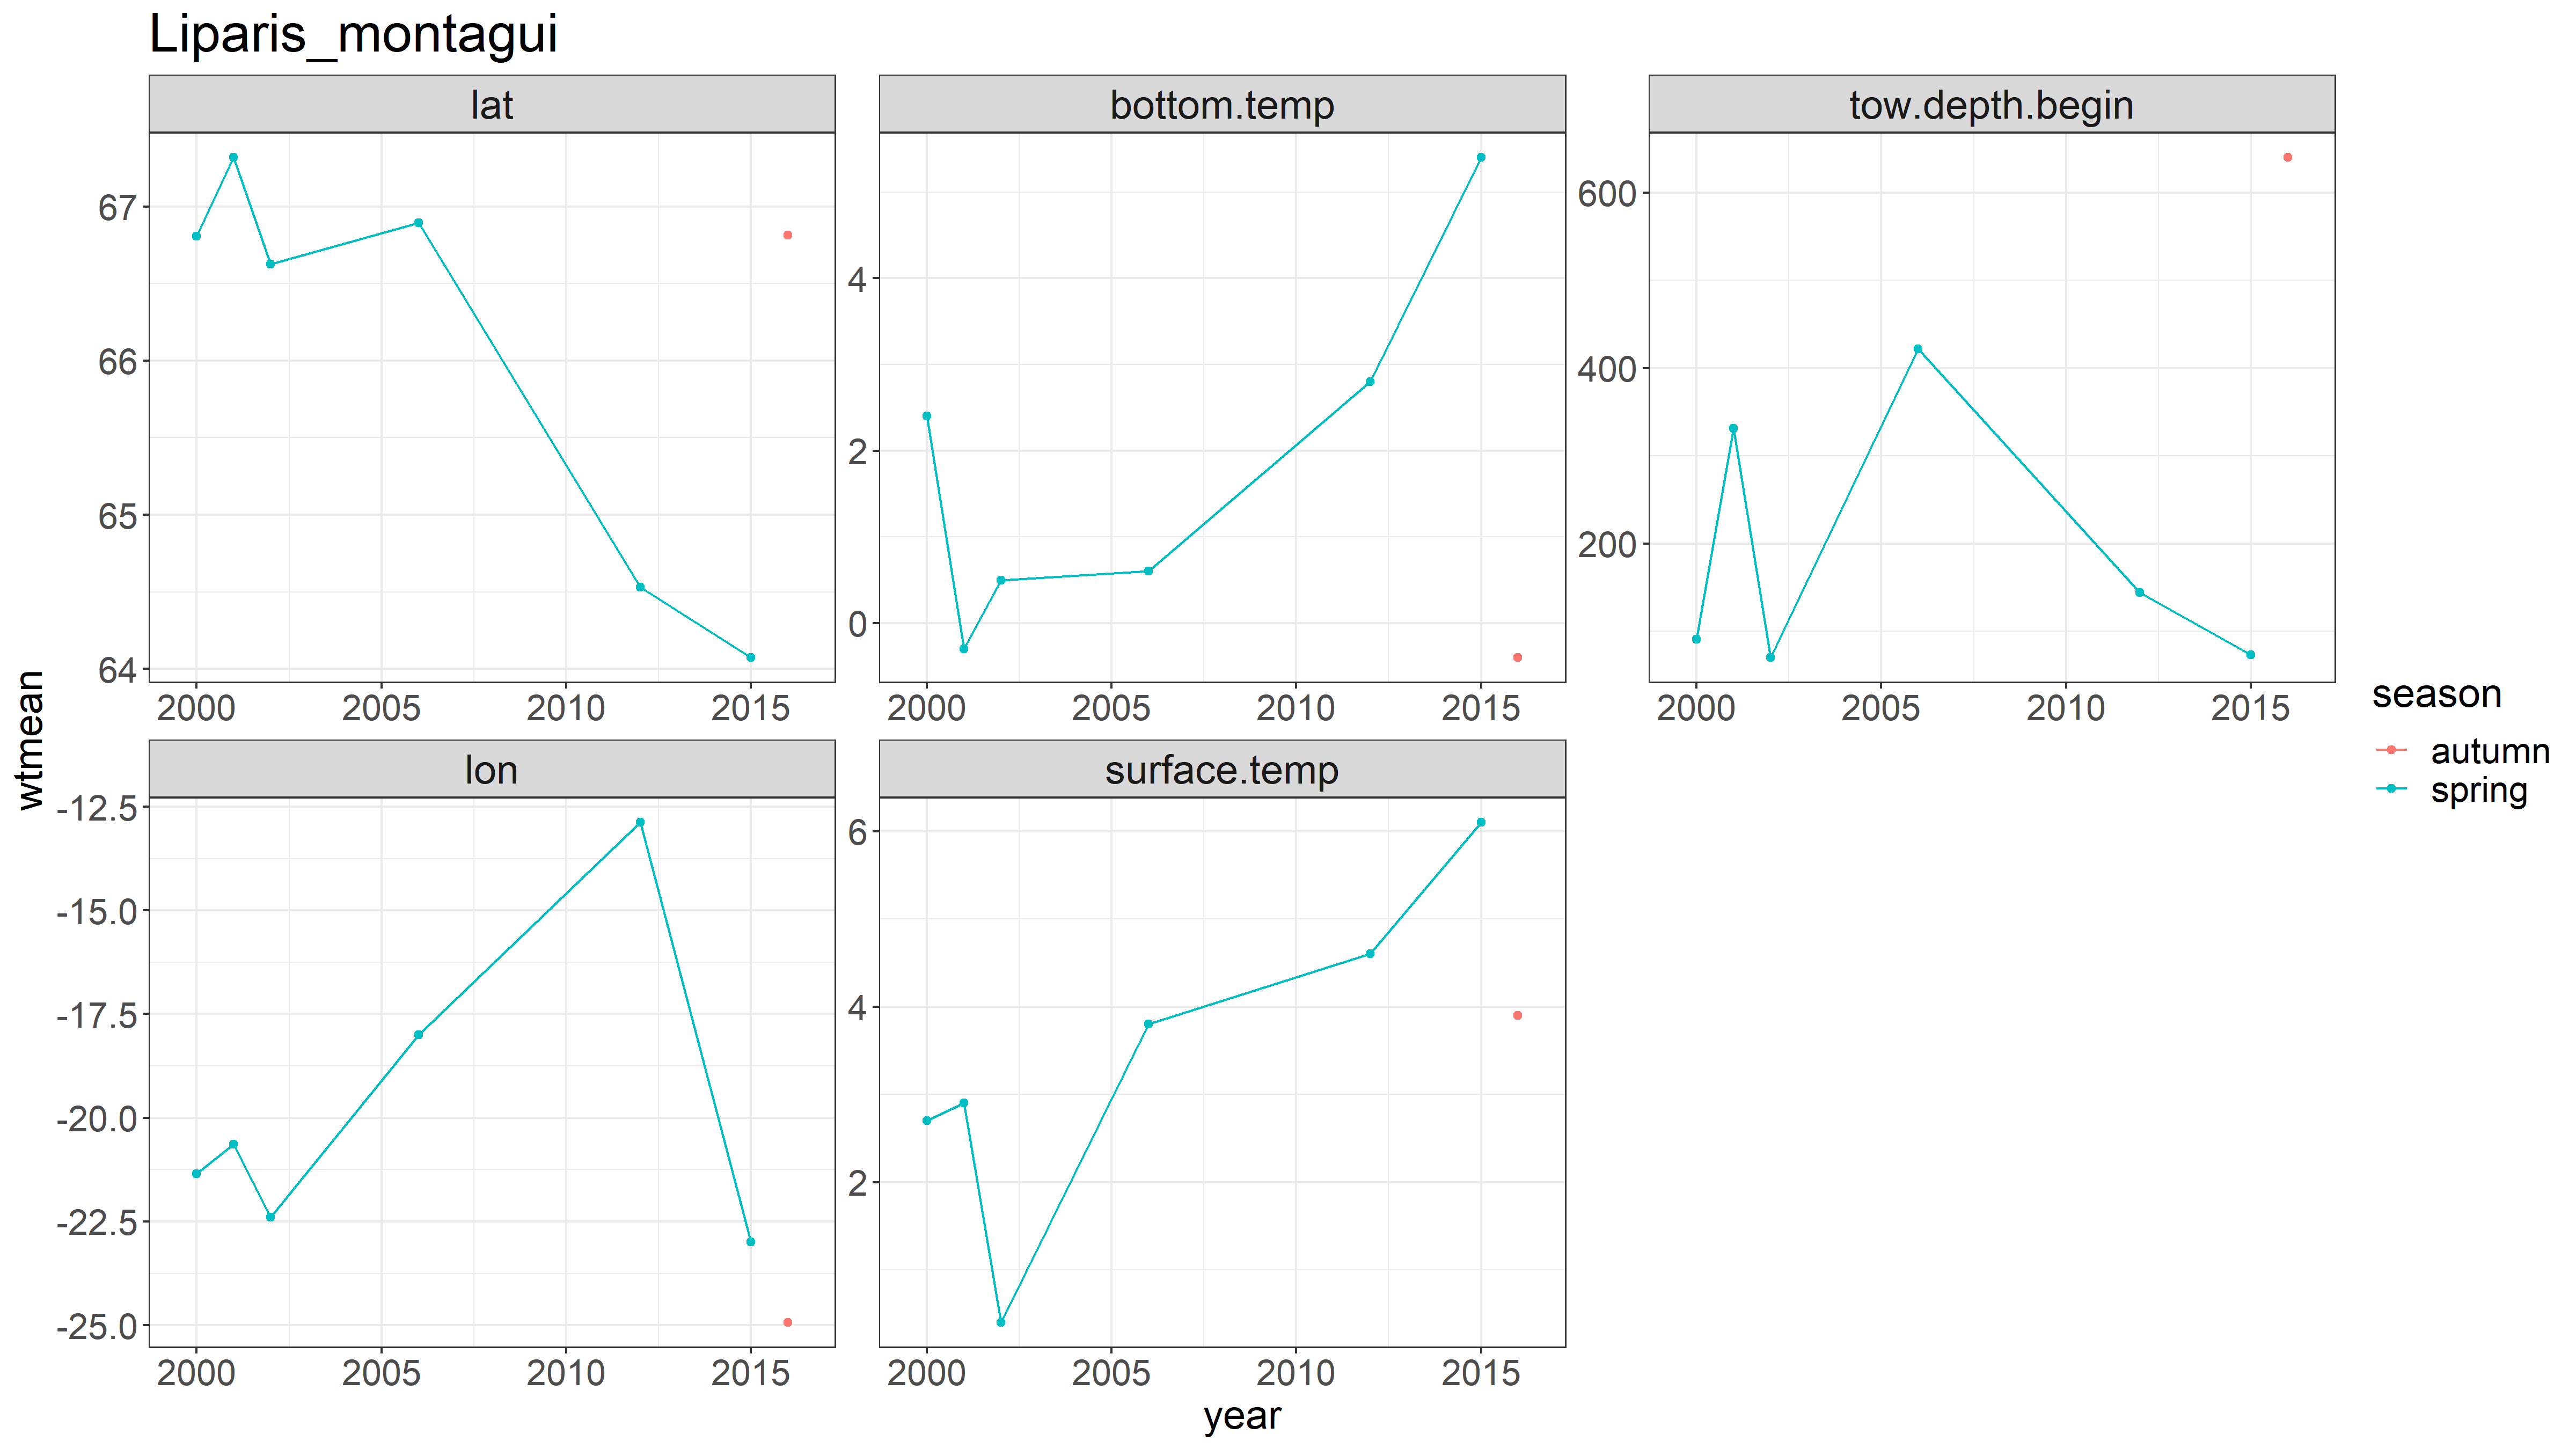 Liparis_montagui
lat
bottom.temp
tow.depth.begin
67
66
65
64
4
2
0
600
400
200
2000 2005 2010 2015
2000 2005 2010 2015
2000 2005 2010 2015
lon
surface.temp
-12.5
-15.0
-17.5
-20.0
-22.5
-25.0
6
4
2
2000 2005 2010 2015
2000 2005 2010 2015
wtmean
year
season
autumn
spring